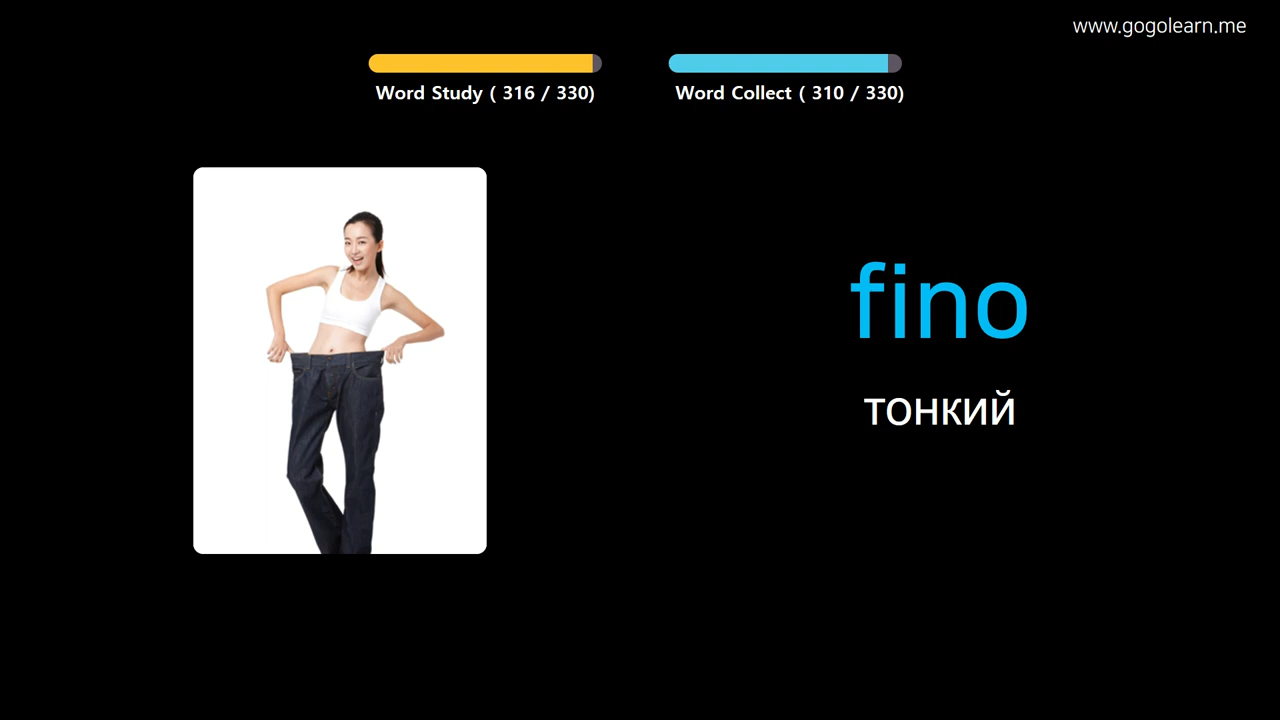 www.gogolearn.me
Word Study ( 316 / 330)
Word Collect ( 310 / 330)
fino
тонкий